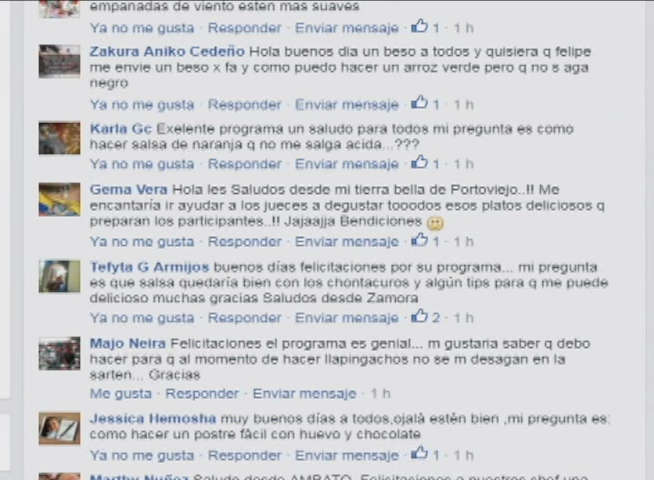 empanadas de viento esten mas suaves
Ya no me gusta · Responder · Enviar mensaje · 1 · 1 h
Zakura Aniko Cedeño Hola buenos dia un beso a todos y quisiera q felipe
me envie un beso x fa y como puedo hacer un arroz verde pero q no s aga
negro
Ya no me gusta · Responder · Enviar mensaje · 1 · 1 h
Karla Gc Exelente programa un saludo para todos mi pregunta es como
hacer salsa de naranja q no me salga acida...???
Ya no me gusta · Responder · Enviar mensaje · 1 · 1 h
Gema Vera Hola les Saludos desde mi tierra bella de Portoviejo..!! Me
encantaría ir ayudar a los jueces a degustar tooodos esos platos deliciosos q
preparan los participantes..!! Jajaajja Bendiciones
Ya no me gusta · Responder · Enviar mensaje · 1 · 1 h
Tefyta G Armijos buenos días felicitaciones por su programa... mi pregunta
es que salsa quedaría bien con los chontacuros y algún tips para q me puede
delicioso muchas gracias Saludos desde Zamora
Ya no me gusta · Responder · Enviar mensaje · 2 · 1 h
Majo Neira Felicitaciones el programa es genial... m gustaria saber q debo
hacer para q al momento de hacer llapingachos no se m desagan en la
sarten... Gracias
Me gusta · Responder · Enviar mensaje · 1 h
Jessica Hemosha muy buenos días a todos,ojalá estén bien ,mi pregunta es:
como hacer un postre fácil con huevo y chocolate
Ya no me gusta · Responder · Enviar mensaje · 1 · 1 h
Marthy Nuñez Saludo desde AMBATO. Felicitaciones a nuestros chef una